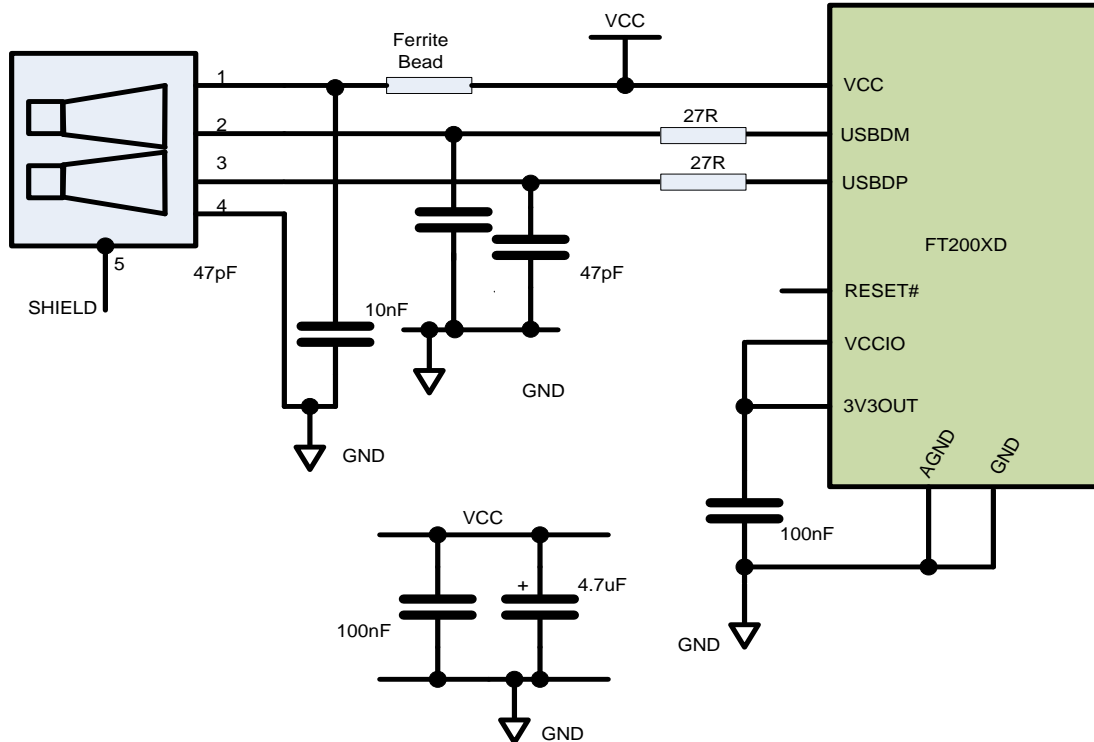 VCC
Ferrite
Bead
1
VCC
27R
2
USBDM
27R
3
USBDP
4
FT200XD
5
47pF
47pF
SHIELD
10nF
RESET#
VCCIO
GND
3V3OUT
GND
AGND
GND
VCC
100nF
+
4.7uF
100nF
GND
GND